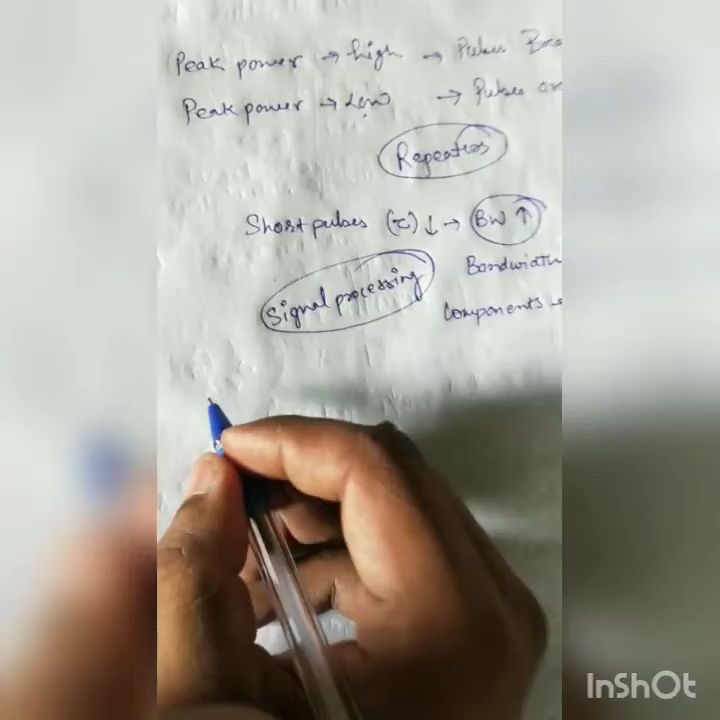 Peak power → high → Pulses
Peak power → Low → Pulses
Repeaters
Short pulses (τ) ↓ → BW ↑
Bandwidth
Signal processing
Components
InShOt